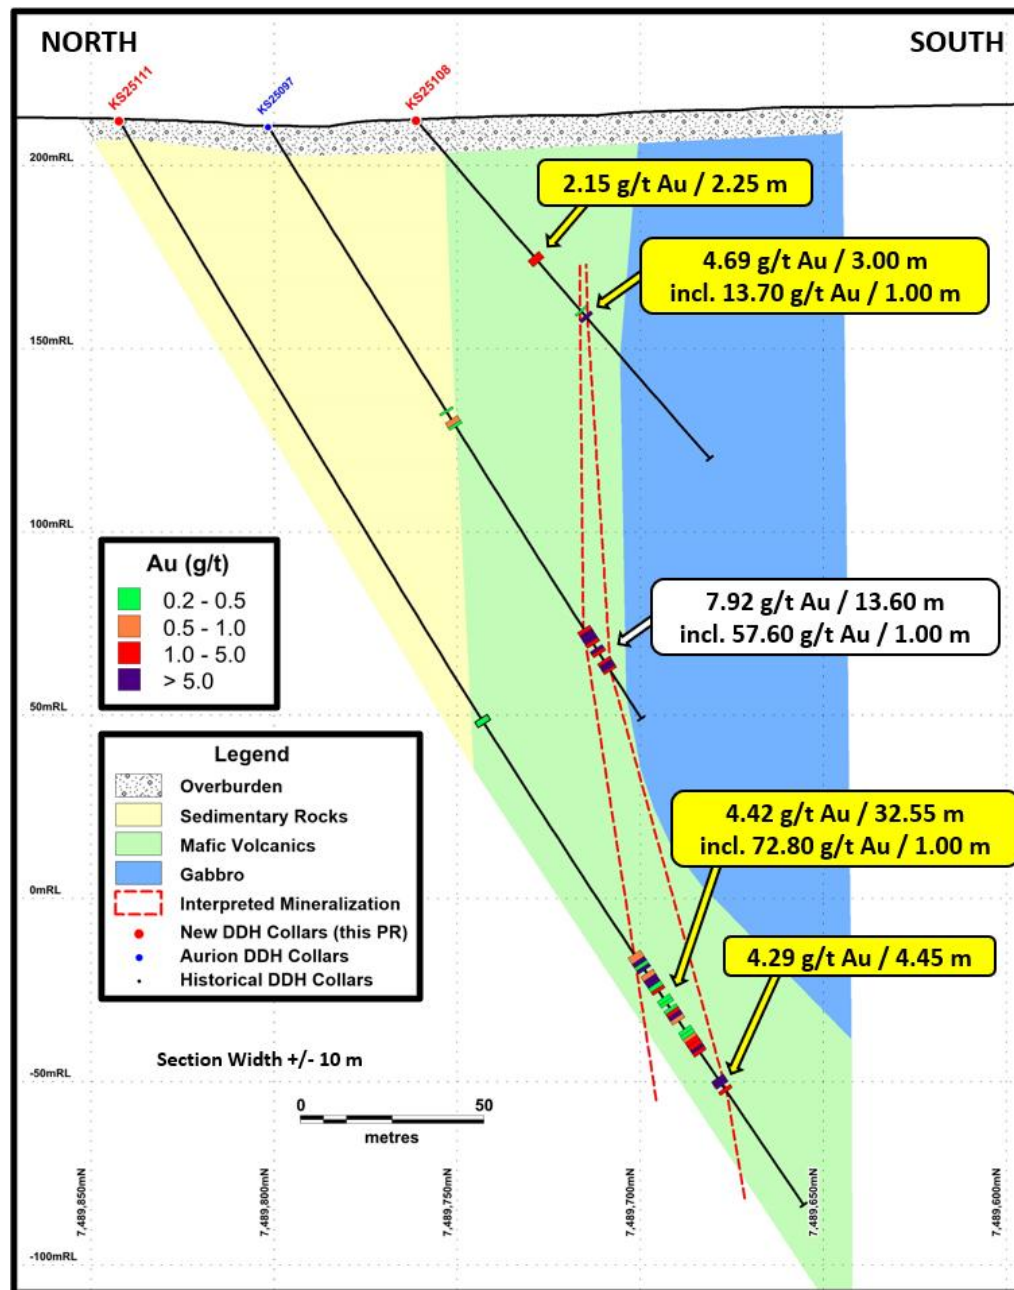 NORTH
SOUTH
KS25111
KS25097
KS25108
200mRL
2.15 g/t Au / 2.25 m
4.69 g/t Au / 3.00 m
incl. 13.70 g/t Au / 1.00 m
150mRL
100mRL
Au (g/t)
0.2 - 0.5
0.5 - 1.0
1.0 - 5.0
> 5.0
7.92 g/t Au / 13.60 m
incl. 57.60 g/t Au / 1.00 m
50mRL
Legend
Overburden
Sedimentary Rocks
Mafic Volcanics
Gabbro
Interpreted Mineralization
New DDH Collars (this PR)
Aurion DDH Collars
Historical DDH Collars
4.42 g/t Au / 32.55 m
incl. 72.80 g/t Au / 1.00 m
0mRL
4.29 g/t Au / 4.45 m
Section Width +/- 10 m
-50mRL
0 50
metres
7,489,850mN
7,489,800mN
7,489,750mN
7,489,700mN
7,489,650mN
7,489,600mN
-100mRL